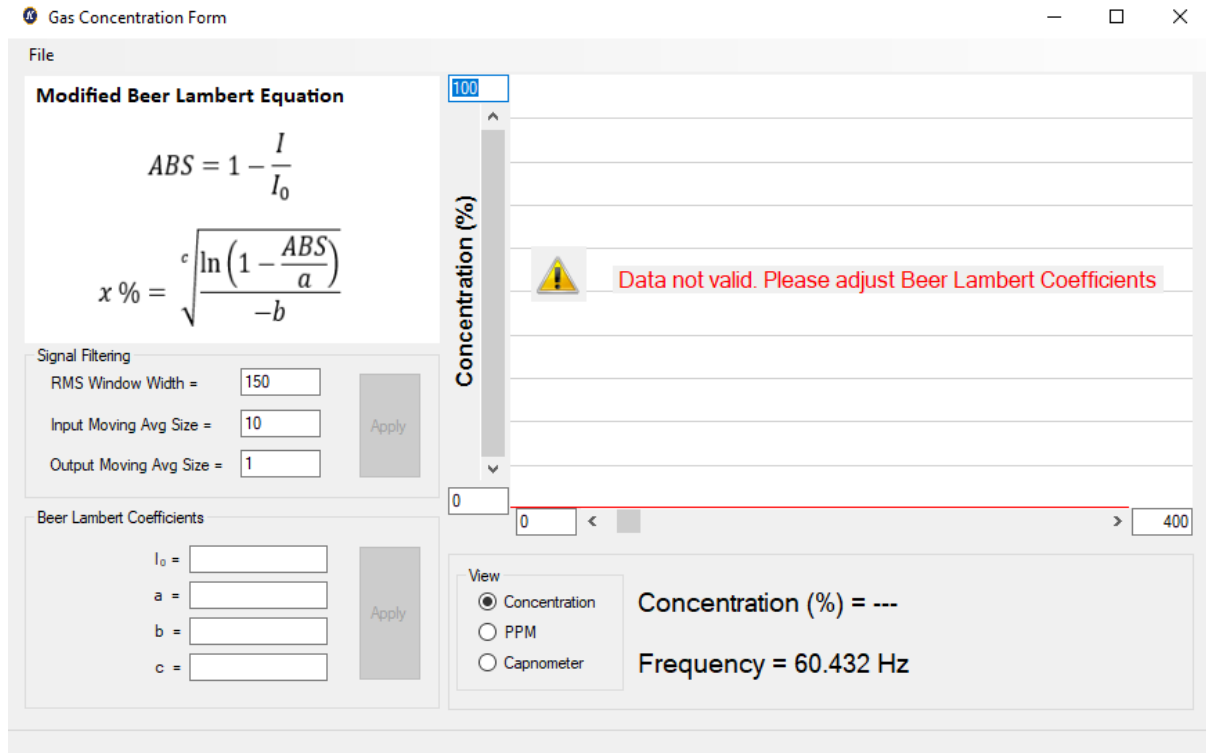 Gas Concentration Form
File
Modified Beer Lambert Equation
ABS = 1 − I/I₀
x % = ᶜ√(ln(1 − ABS/a)/−b)
Signal Filtering
RMS Window Width = 150
Input Moving Avg Size = 10
Apply
Output Moving Avg Size = 1
Beer Lambert Coefficients
I₀ =
a =
Apply
b =
c =
100
Concentration (%)
Data not valid. Please adjust Beer Lambert Coefficients
0
0 400
View
Concentration
PPM
Capnometer
Concentration (%) = ---
Frequency = 60.432 Hz